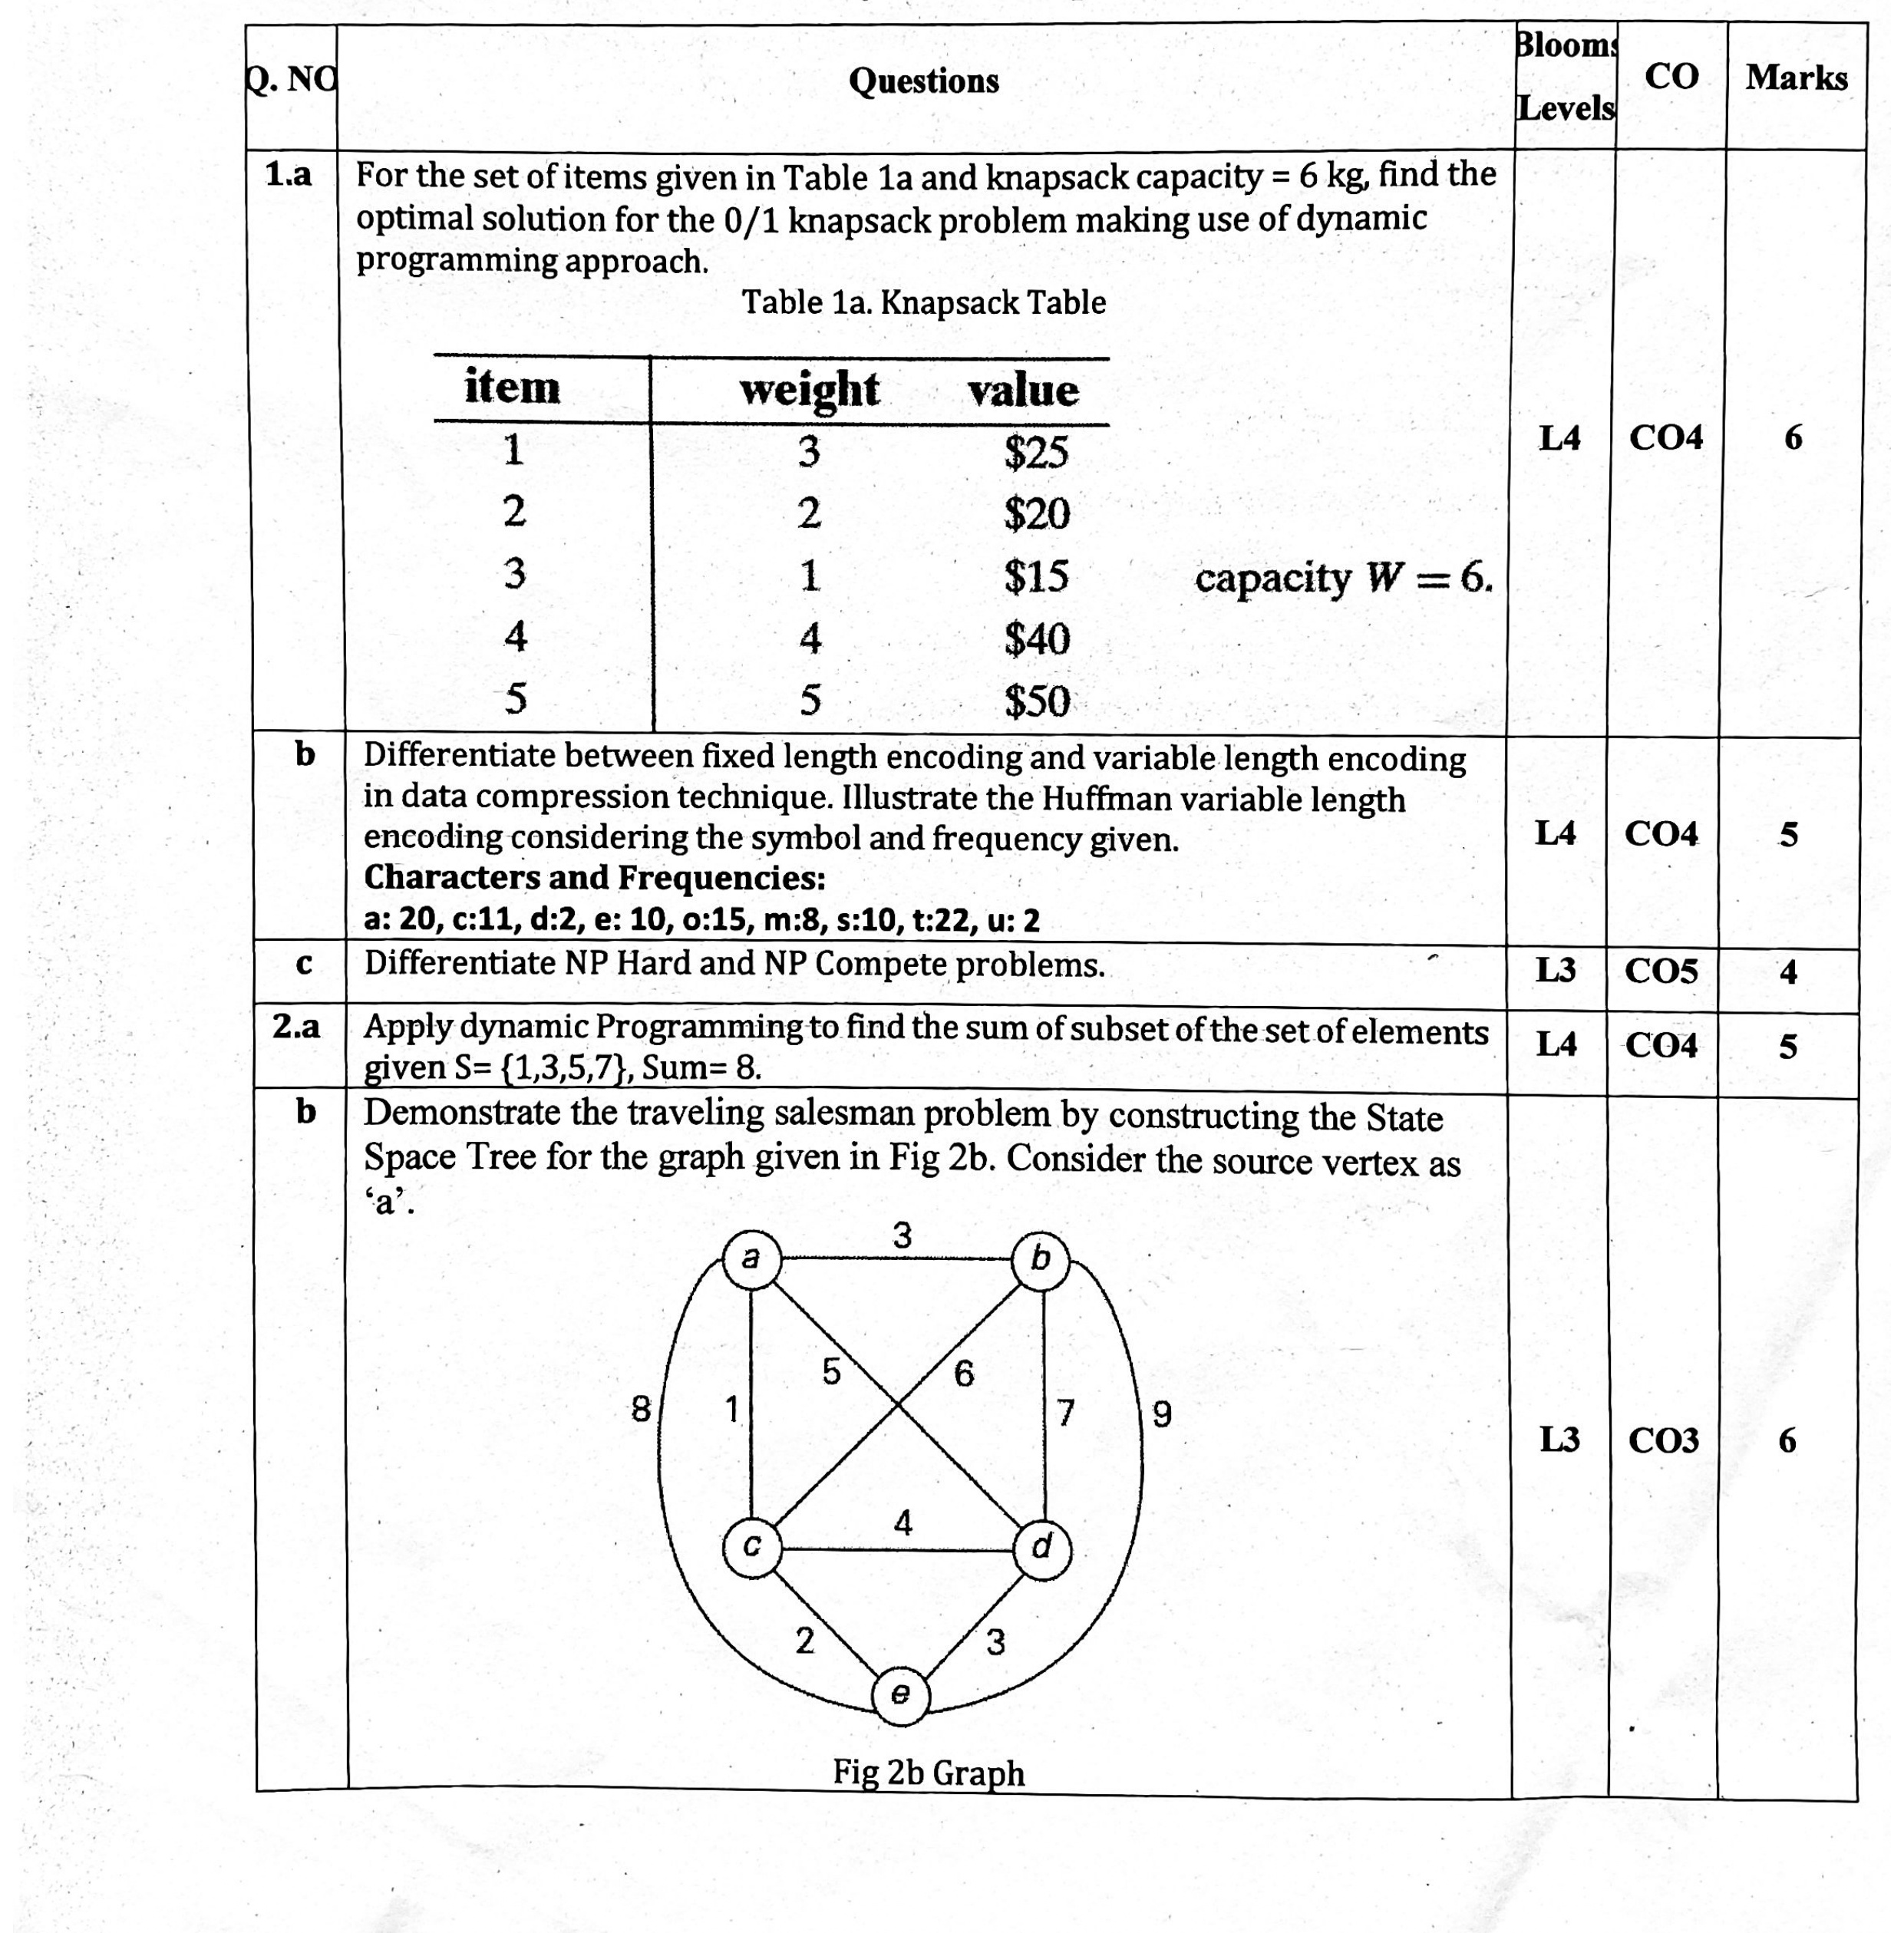 Q. NO Questions Blooms Levels CO Marks
1.a For the set of items given in Table 1a and knapsack capacity = 6 kg, find the
optimal solution for the 0/1 knapsack problem making use of dynamic
programming approach.
Table 1a. Knapsack Table
item weight value
1 3 $25
2 2 $20
3 1 $15 capacity W = 6.
4 4 $40
5 5 $50
L4 CO4 6
b Differentiate between fixed length encoding and variable length encoding
in data compression technique. Illustrate the Huffman variable length
encoding considering the symbol and frequency given.
Characters and Frequencies:
a: 20, c:11, d:2, e: 10, o:15, m:8, s:10, t:22, u: 2
L4 CO4 5
c Differentiate NP Hard and NP Compete problems. L3 CO5 4
2.a Apply dynamic Programming to find the sum of subset of the set of elements
given S= {1,3,5,7}, Sum= 8.
L4 CO4 5
b Demonstrate the traveling salesman problem by constructing the State
Space Tree for the graph given in Fig 2b. Consider the source vertex as
‘a’.
3
a b
5 6
8 1 7 9
4
c d
2 3
e
L3 CO3 6
Fig 2b Graph